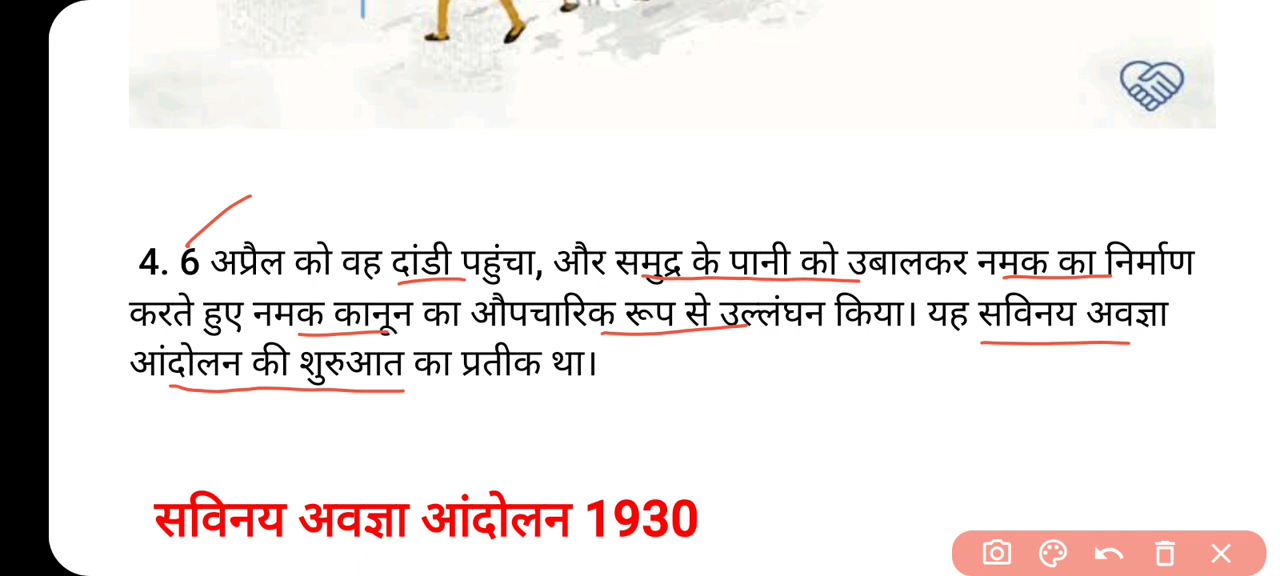 4. 6 अप्रैल को वह दांडी पहुंचा, और समुद्र के पानी को उबालकर नमक का निर्माण
करते हुए नमक कानून का औपचारिक रूप से उल्लंघन किया। यह सविनय अवज्ञा
आंदोलन की शुरुआत का प्रतीक था।
सविनय अवज्ञा आंदोलन 1930